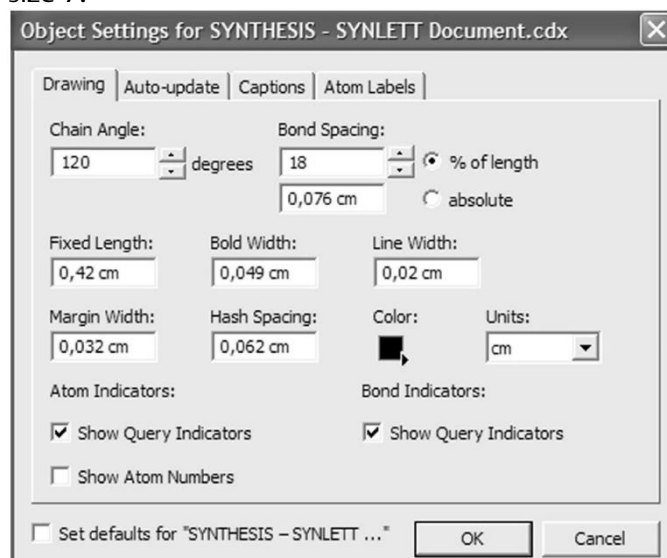 Object Settings for SYNTHESIS - SYNLETT Document.cdx
Drawing Auto-update Captions Atom Labels
Chain Angle: Bond Spacing:
120 degrees 18 % of length
0,076 cm absolute
Fixed Length: Bold Width: Line Width:
0,42 cm 0,049 cm 0,02 cm
Margin Width: Hash Spacing: Color: Units:
0,032 cm 0,062 cm cm
Atom Indicators: Bond Indicators:
Show Query Indicators Show Query Indicators
Show Atom Numbers
Set defaults for "SYNTHESIS – SYNLETT ..." OK Cancel